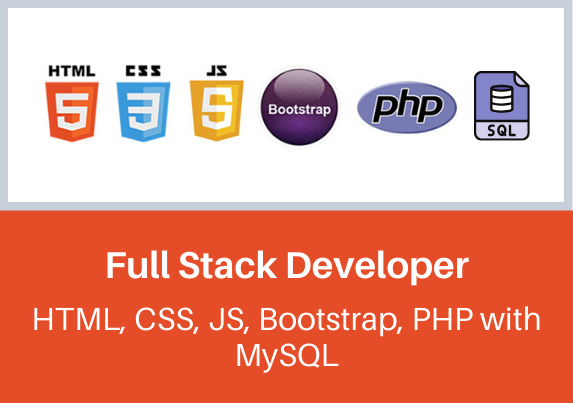 HTML CSS JS
5 3 5
Bootstrap php
SQL
Full Stack Developer
HTML, CSS, JS, Bootstrap, PHP with
MySQL